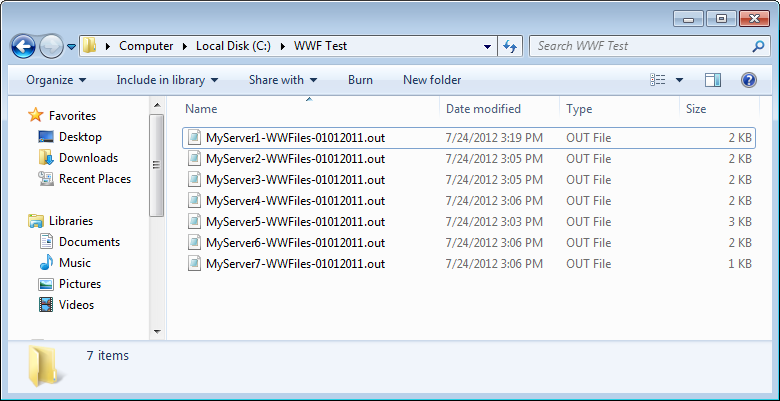 Computer Local Disk (C:) WWF Test Search WWF Test
Organize Include in library Share with Burn New folder
Name Date modified Type Size
Favorites
Desktop
Downloads
Recent Places
Libraries
Documents
Music
Pictures
Videos
MyServer1-WWFiles-01012011.out 7/24/2012 3:19 PM OUT File 2 KB
MyServer2-WWFiles-01012011.out 7/24/2012 3:05 PM OUT File 2 KB
MyServer3-WWFiles-01012011.out 7/24/2012 3:05 PM OUT File 2 KB
MyServer4-WWFiles-01012011.out 7/24/2012 3:06 PM OUT File 2 KB
MyServer5-WWFiles-01012011.out 7/24/2012 3:03 PM OUT File 3 KB
MyServer6-WWFiles-01012011.out 7/24/2012 3:06 PM OUT File 2 KB
MyServer7-WWFiles-01012011.out 7/24/2012 3:06 PM OUT File 1 KB
7 items